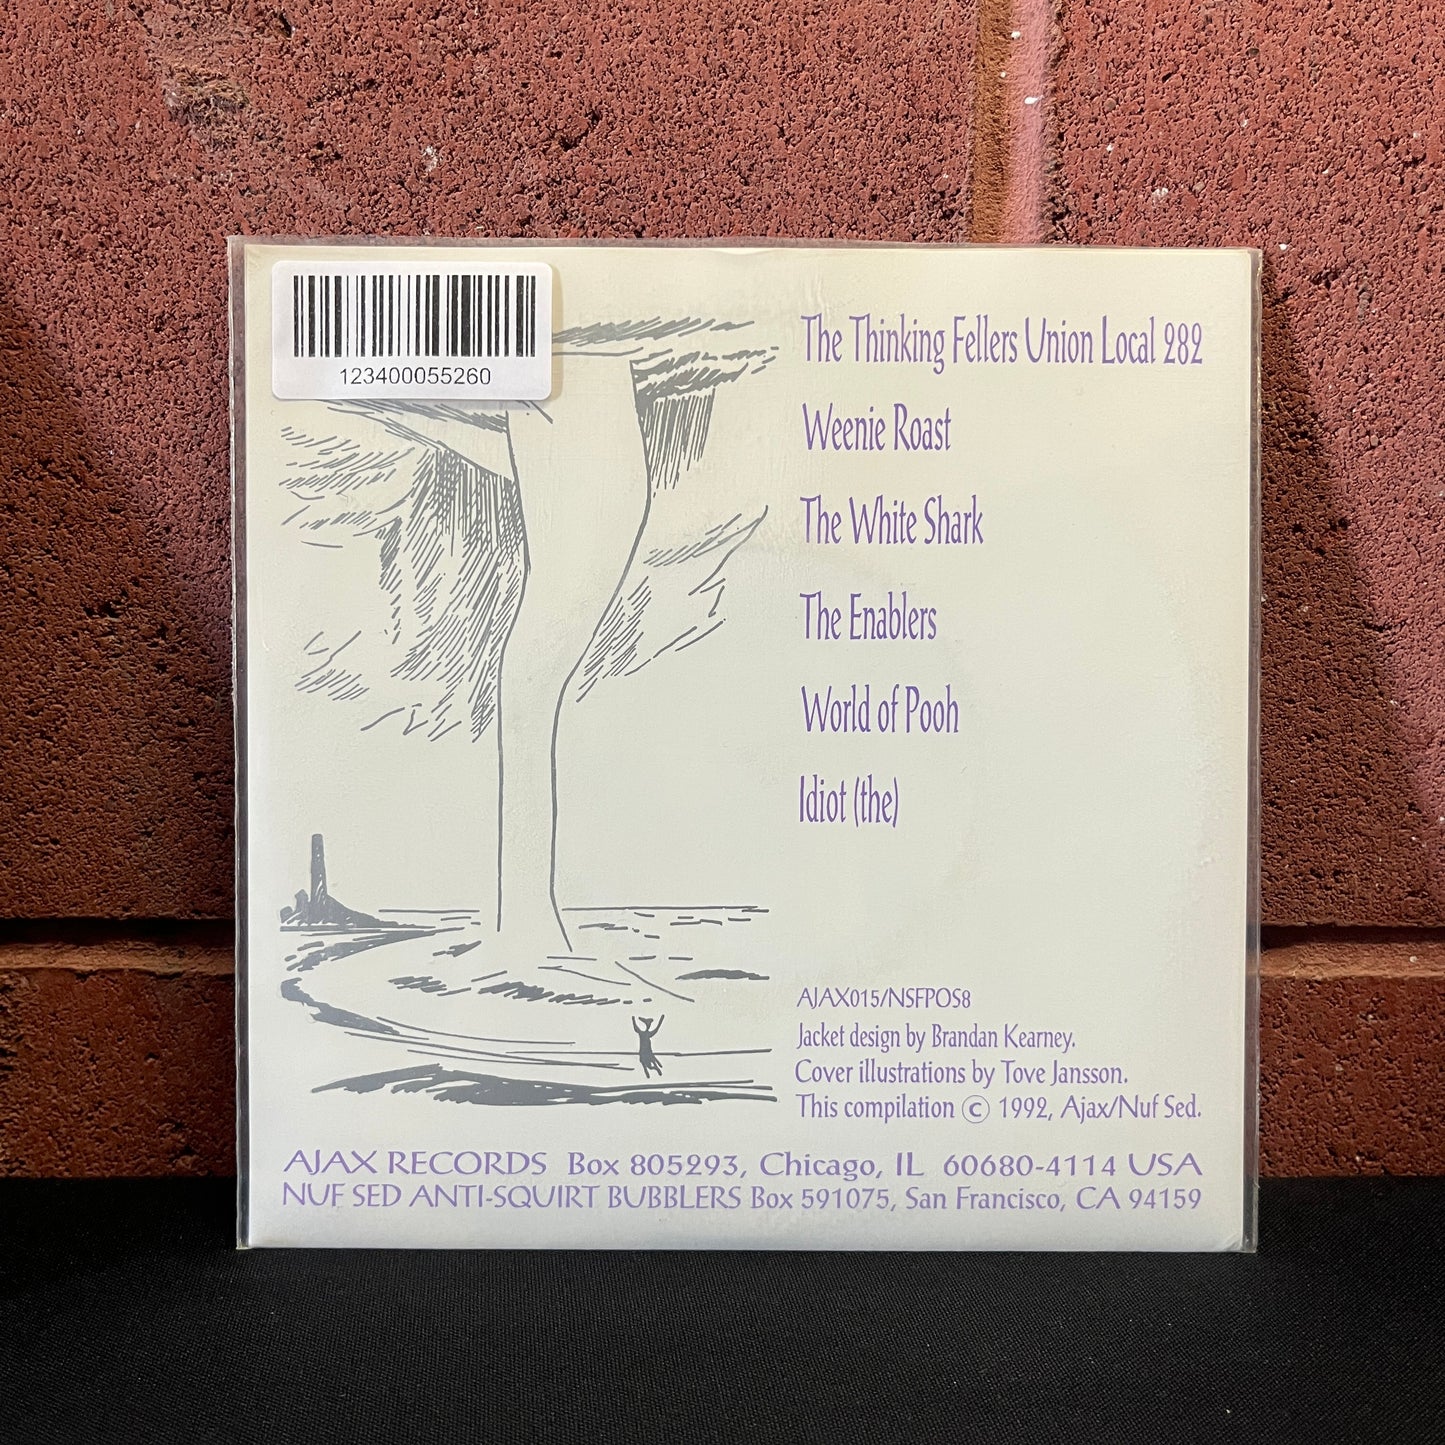 123400055260
The Thinking Fellers Union Local 282
Weenie Roast
The White Shark
The Enablers
World of Pooh
Idiot (the)
AJAX015/NSFPOS8
Jacket design by Brandan Kearney.
Cover illustrations by Tove Jansson.
This compilation © 1992, Ajax/Nuf Sed.
AJAX RECORDS Box 805293, Chicago, IL 60680-4114 USA
NUF SED ANTI-SQUIRT BUBBLERS Box 591075, San Francisco, CA 94159